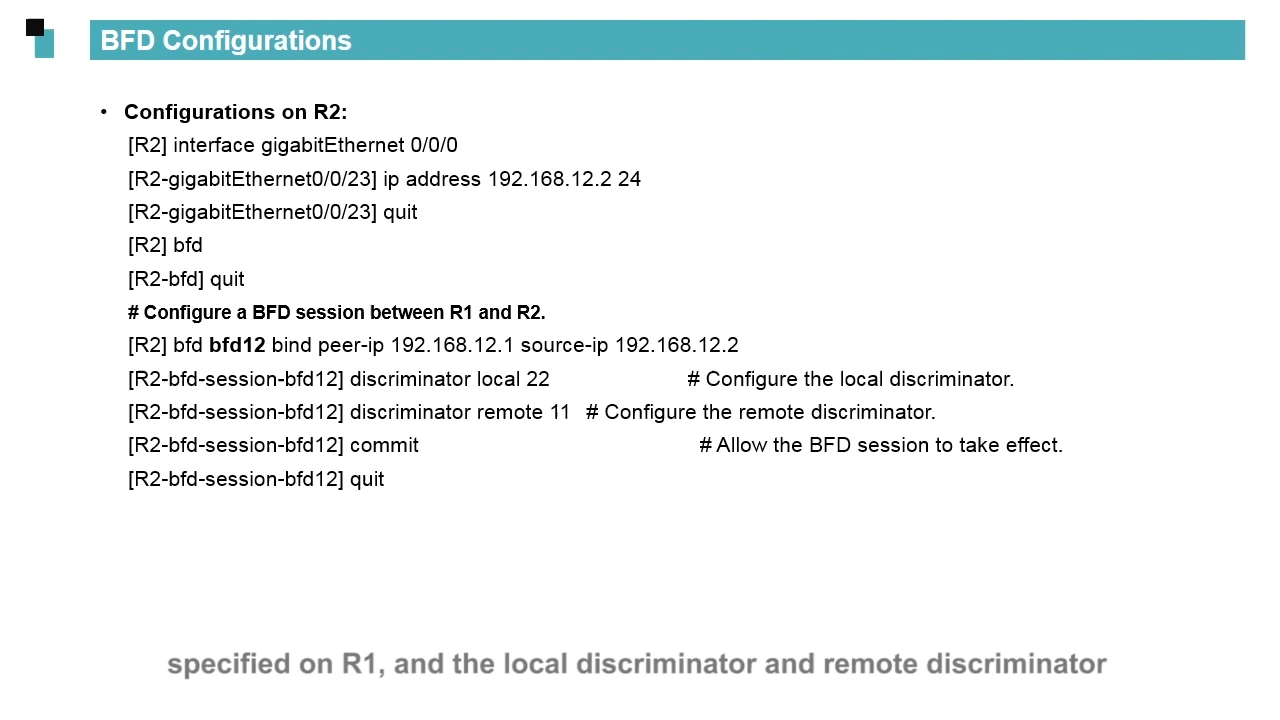 BFD Configurations
• Configurations on R2:
[R2] interface gigabitEthernet 0/0/0
[R2-gigabitEthernet0/0/23] ip address 192.168.12.2 24
[R2-gigabitEthernet0/0/23] quit
[R2] bfd
[R2-bfd] quit
# Configure a BFD session between R1 and R2.
[R2] bfd bfd12 bind peer-ip 192.168.12.1 source-ip 192.168.12.2
[R2-bfd-session-bfd12] discriminator local 22 # Configure the local discriminator.
[R2-bfd-session-bfd12] discriminator remote 11 # Configure the remote discriminator.
[R2-bfd-session-bfd12] commit # Allow the BFD session to take effect.
[R2-bfd-session-bfd12] quit
specified on R1, and the local discriminator and remote discriminator